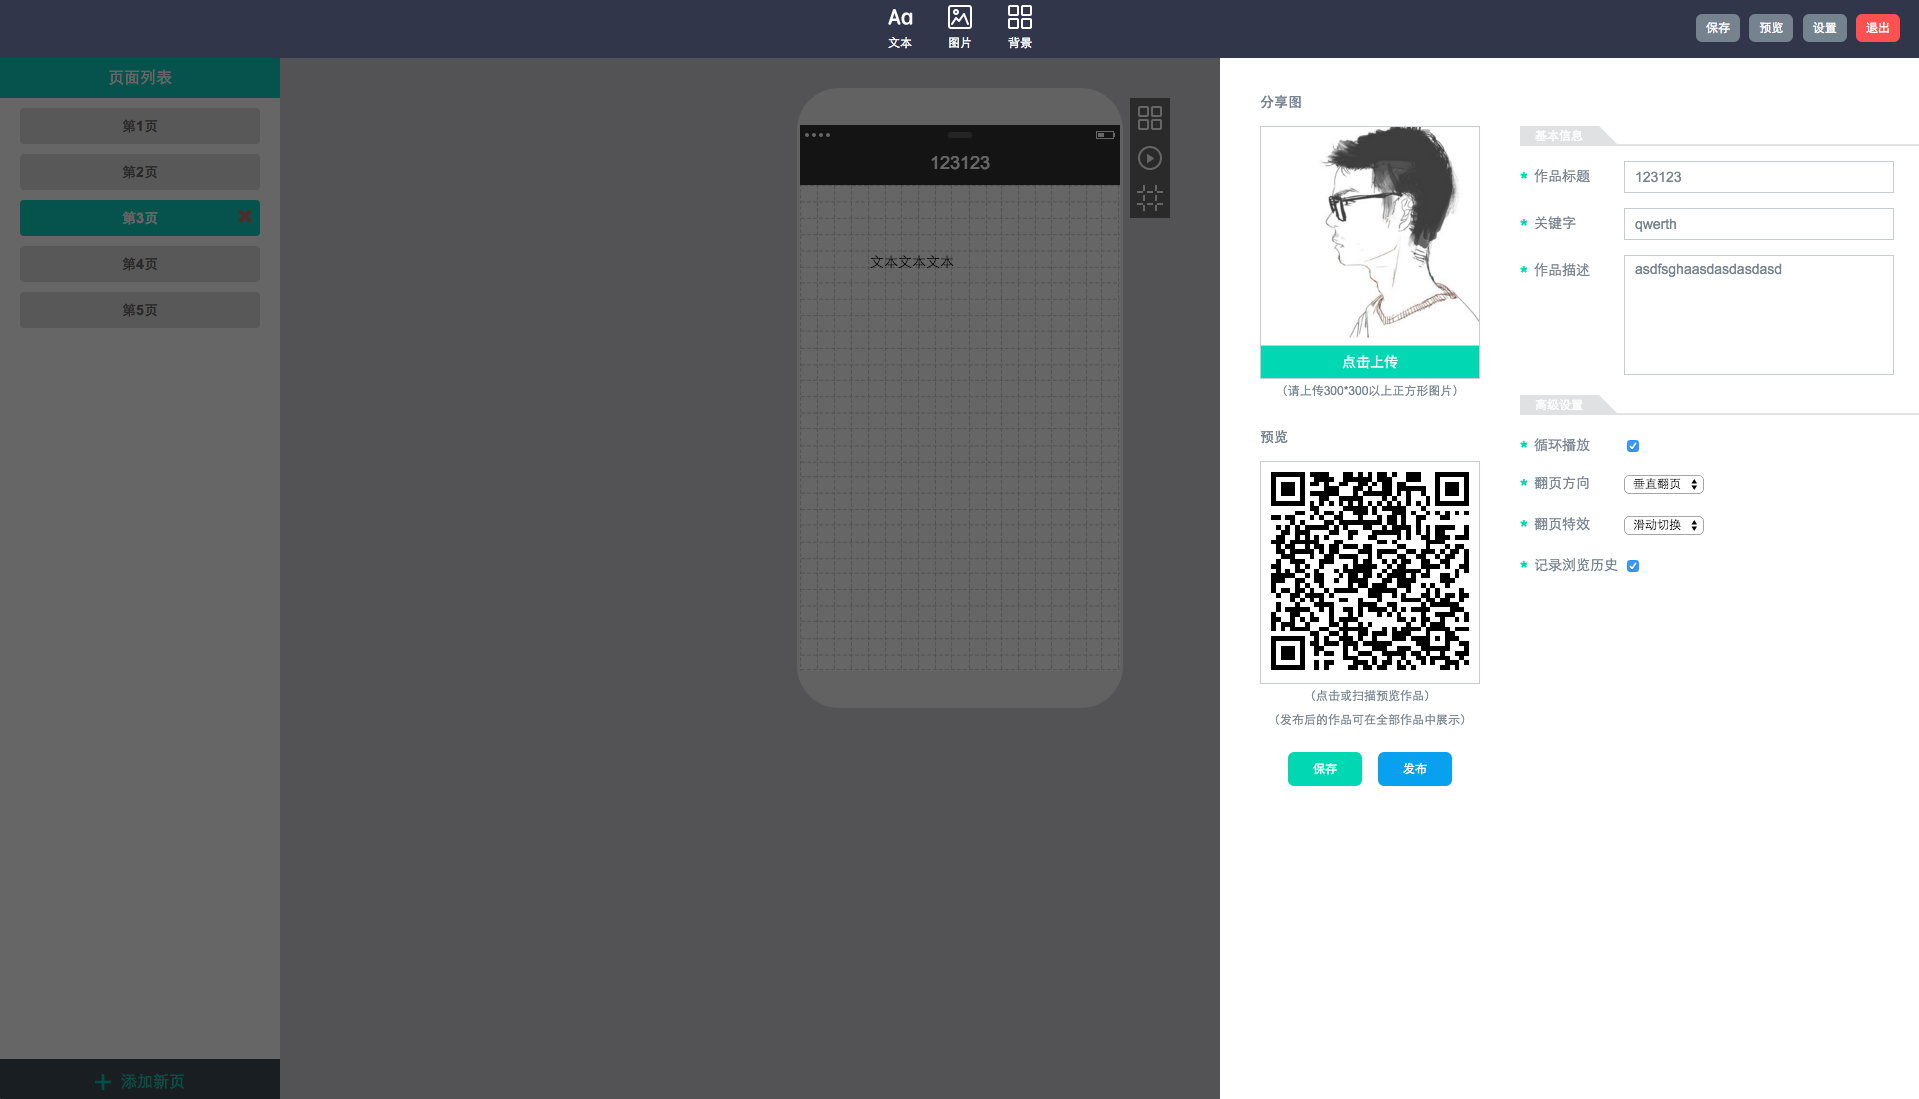 Aa
文本
图片
背景
保存
预览
设置
退出
页面列表
第1页
第2页
第3页
第4页
第5页
添加新页
123123
文本文本文本
分享图
点击上传
（请上传300*300以上正方形图片）
预览
（点击或扫描预览作品）
（发布后的作品可在全部作品中展示）
保存
发布
基本信息
* 作品标题 123123
* 关键字 qwerth
* 作品描述 asdfsghaasdasdasdasd
高级设置
* 循环播放
* 翻页方向 垂直翻页
* 翻页特效 滑动切换
* 记录浏览历史